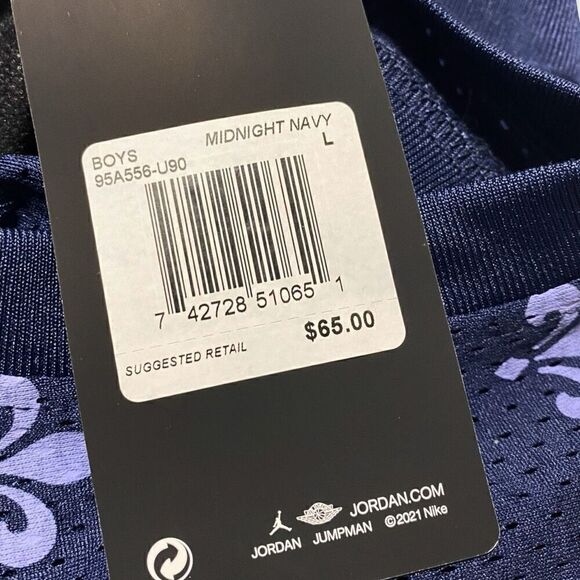 BOYS MIDNIGHT NAVY
95A556-U90 L
7 42728 51065 1
SUGGESTED RETAIL $65.00
JORDAN.COM
JORDAN JUMPMAN ©2021 Nike